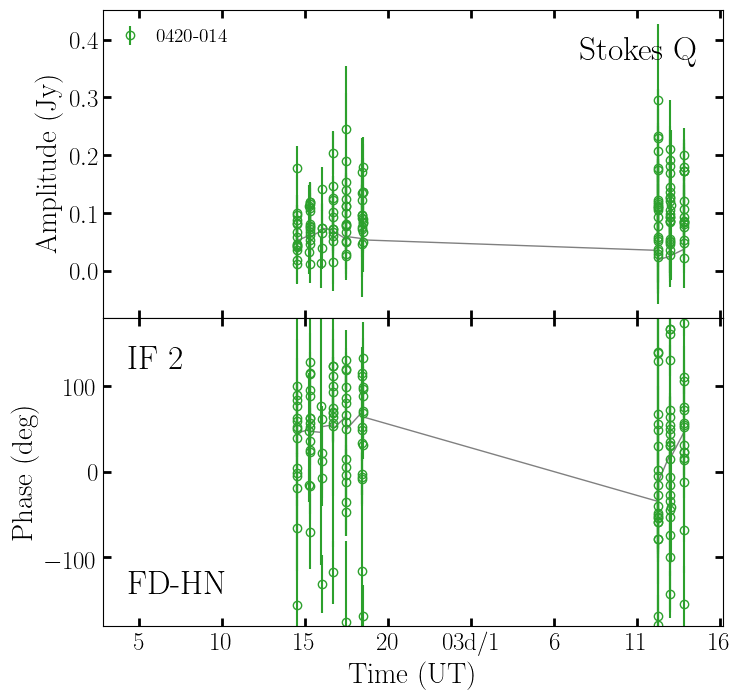 0420-014
Stokes Q
0.4
0.3
0.2
0.1
0.0
Amplitude (Jy)
IF 2
100
0
−100
Phase (deg)
FD-HN
5 10 15 20 03d/1 6 11 16
Time (UT)